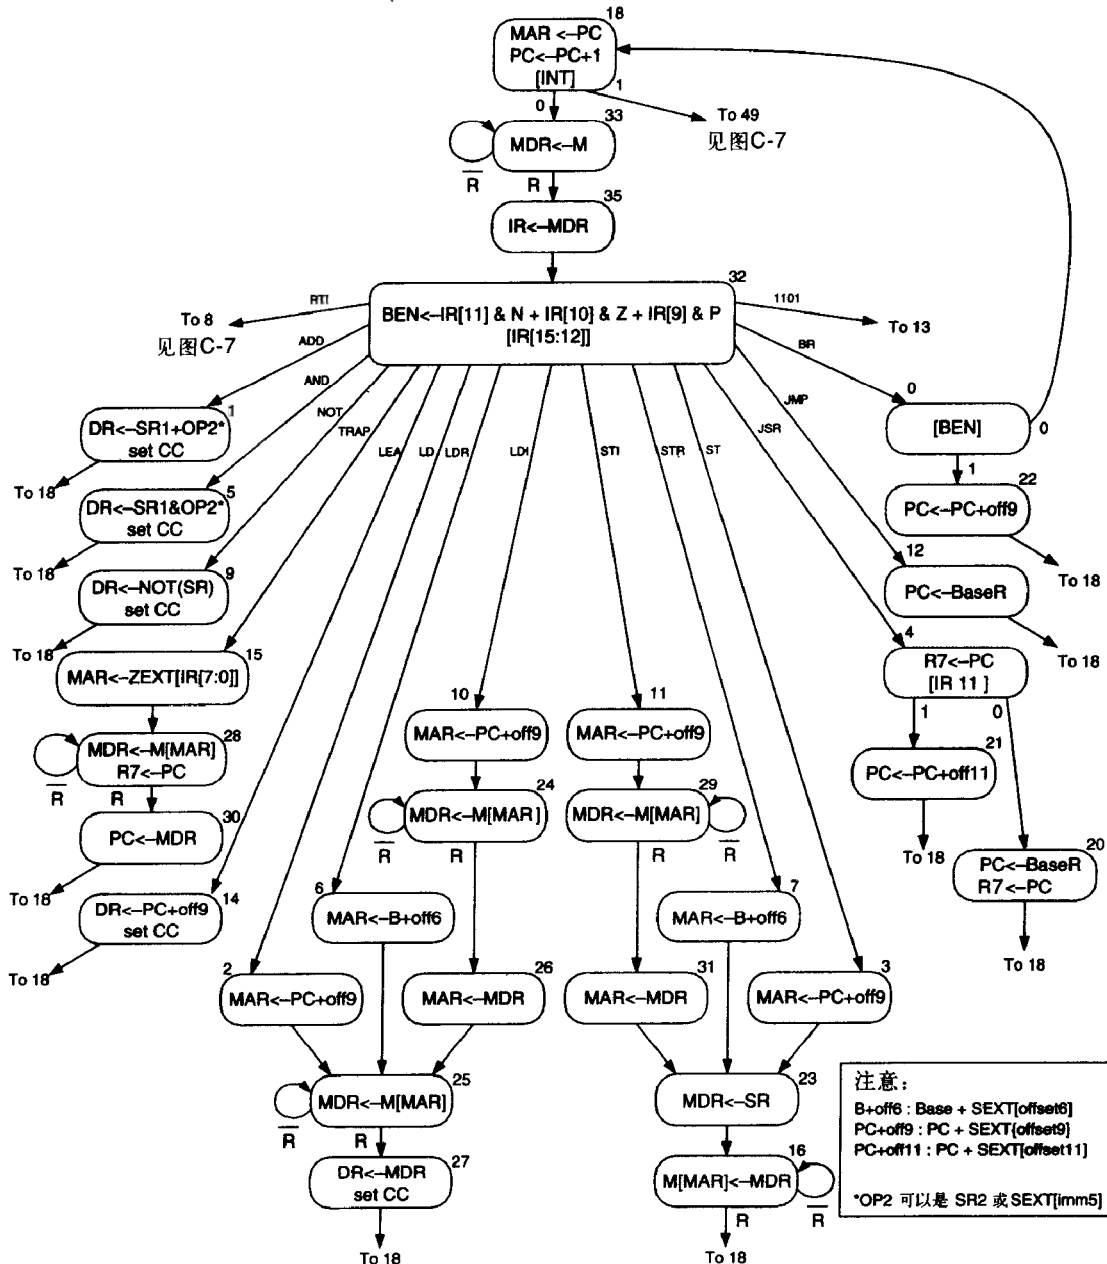 18
MAR <–PC
PC<–PC+1
[INT]
0
1
To 49
见图C-7
33
MDR<–M
R
R
35
IR<–MDR
32
BEN<–IR[11] & N + IR[10] & Z + IR[9] & P
[IR[15:12]]
RTI
To 8
见图C-7
1101
To 13
ADD
AND
NOT
TRAP
LEA
LD
LDR
LDI
STI
STR
ST
JSR
JMP
BR
1
DR<–SR1+OP2*
set CC
To 18
5
DR<–SR1&OP2*
set CC
To 18
9
DR<–NOT(SR)
set CC
To 18
15
MAR<–ZEXT[IR[7:0]]
28
MDR<–M[MAR]
R7<–PC
R
R
30
PC<–MDR
To 18
14
DR<–PC+off9
set CC
To 18
2
MAR<–PC+off9
6
MAR<–B+off6
10
MAR<–PC+off9
24
MDR<–M[MAR]
R
R
26
MAR<–MDR
25
MDR<–M[MAR]
R
R
27
DR<–MDR
set CC
To 18
11
MAR<–PC+off9
29
MDR<–M[MAR]
R
R
31
MAR<–MDR
7
MAR<–B+off6
3
MAR<–PC+off9
23
MDR<–SR
16
M[MAR]<–MDR
R
R
To 18
0
[BEN]
0
1
22
PC<–PC+off9
To 18
12
PC<–BaseR
To 18
4
R7<–PC
[IR 11 ]
1
0
21
PC<–PC+off11
To 18
20
PC<–BaseR
R7<–PC
To 18
注意：
B+off6 : Base + SEXT[offset6]
PC+off9 : PC + SEXT{offset9}
PC+off11 : PC + SEXT[offset11]
*OP2 可以是 SR2 或SEXT[imm5]